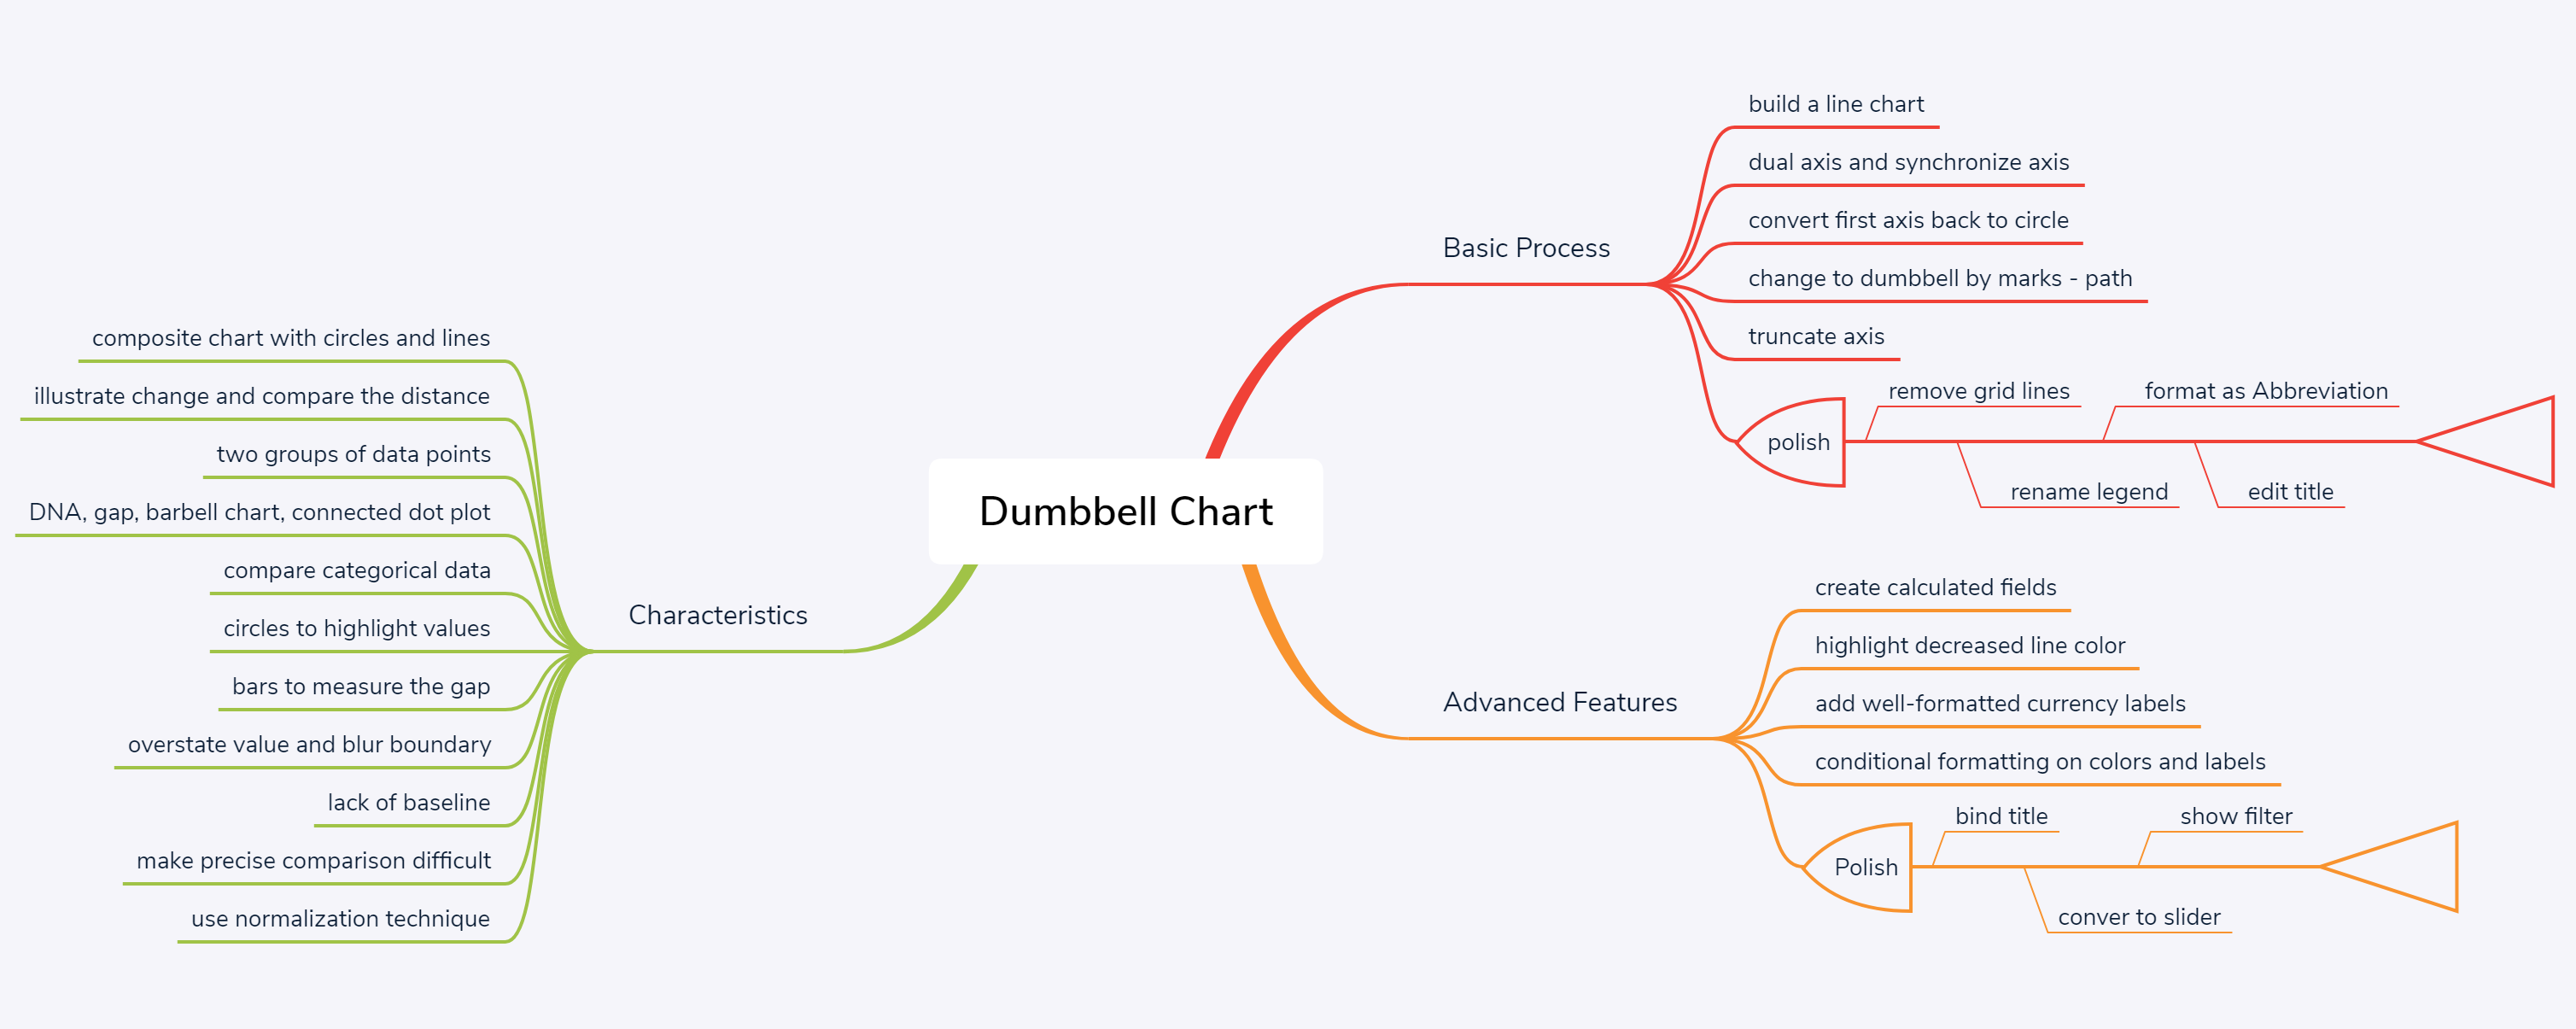 Dumbbell Chart
Basic Process
build a line chart
dual axis and synchronize axis
convert first axis back to circle
change to dumbbell by marks - path
truncate axis
polish
remove grid lines
format as Abbreviation
rename legend
edit title
Advanced Features
create calculated fields
highlight decreased line color
add well-formatted currency labels
conditional formatting on colors and labels
Polish
bind title
show filter
conver to slider
Characteristics
composite chart with circles and lines
illustrate change and compare the distance
two groups of data points
DNA, gap, barbell chart, connected dot plot
compare categorical data
circles to highlight values
bars to measure the gap
overstate value and blur boundary
lack of baseline
make precise comparison difficult
use normalization technique